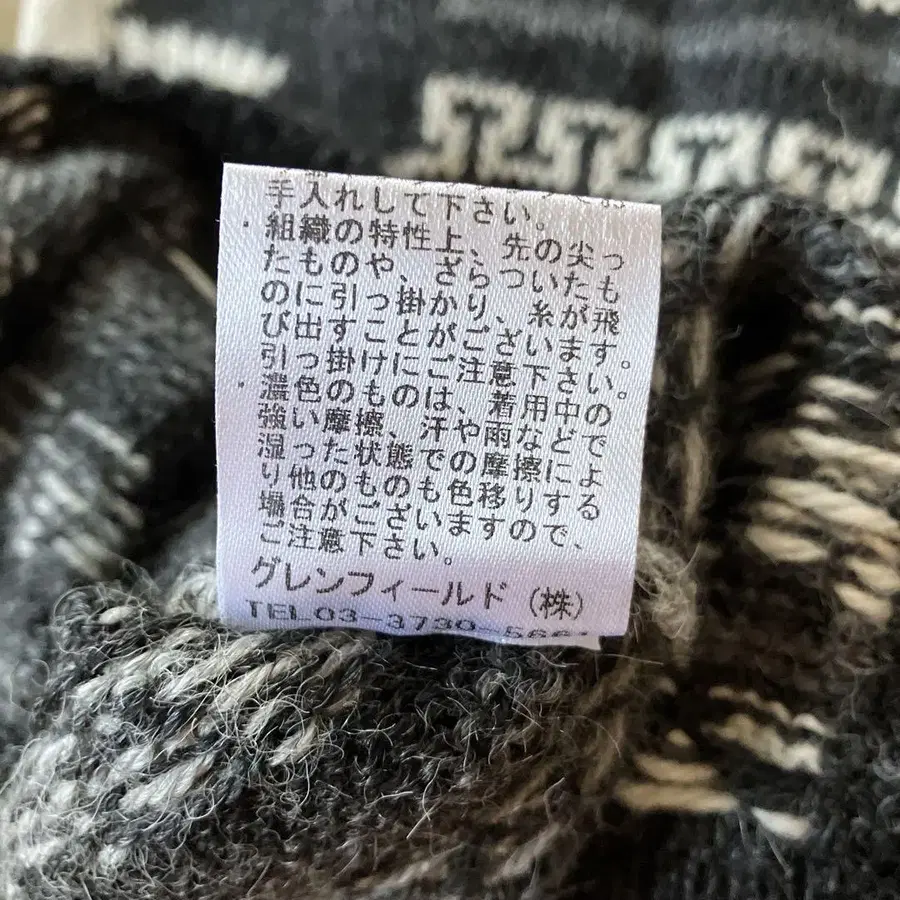 手入れして下さい。
組織の特性上、先の尖っ
たものや、ざらついたも
のに引っ掛かり、糸が飛
び出すことがございます。
引っ掛けにはご注意下さい。
濃色のものは、着用中の
強い摩擦、汗や雨などで
湿った状態での摩擦によ
り他のものも色移りする
場合がございますので、
ご注意下さい。
グレンフィールド（株）
TEL03-3730-